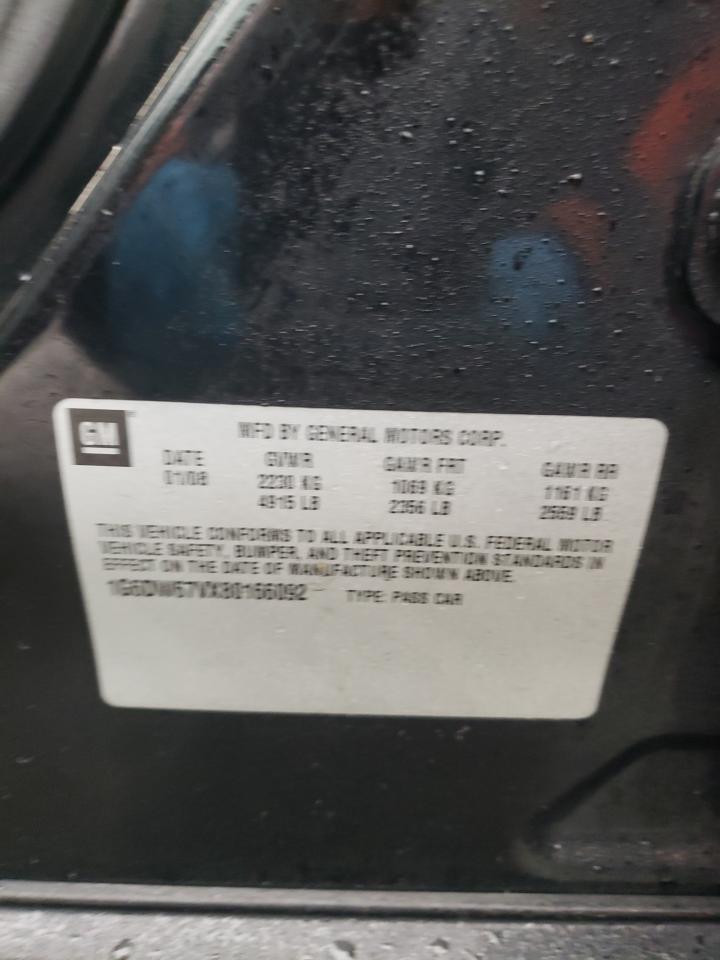 GM
MFD BY GENERAL MOTORS CORP.
DATE GVWR GAWR FRT GAWR RR
01/08 2230 KG 1069 KG 1161 KG
4915 LB 2356 LB 2559 LB
THIS VEHICLE CONFORMS TO ALL APPLICABLE U.S. FEDERAL MOTOR
VEHICLE SAFETY, BUMPER, AND THEFT PREVENTION STANDARDS IN
EFFECT ON THE DATE OF MANUFACTURE SHOWN ABOVE.
1G6DW67VX80166092 TYPE: PASS CAR